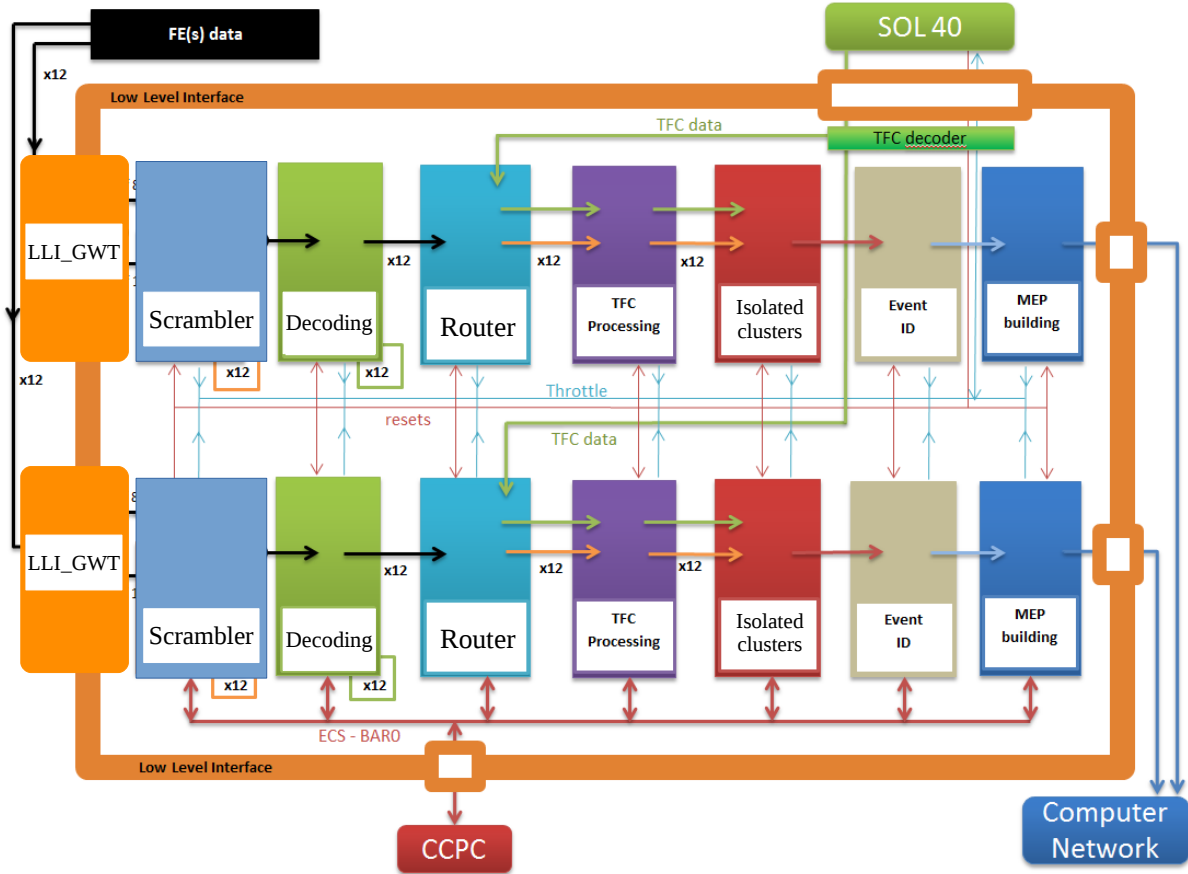 FE(s) data
SOL 40
x12
Low Level Interface
TFC data
TFC decoder
LLI_GWT
8
1
x12
x12
x12
Scrambler
Decoding
Router
TFC
Processing
Isolated
clusters
Event
ID
MEP
building
x12
x12
x12
Throttle
resets
TFC data
LLI_GWT
8
1
x12
x12
x12
Scrambler
Decoding
Router
TFC
Processing
Isolated
clusters
Event
ID
MEP
building
x12
x12
ECS - BAR0
Low Level Interface
CCPC
Computer
Network